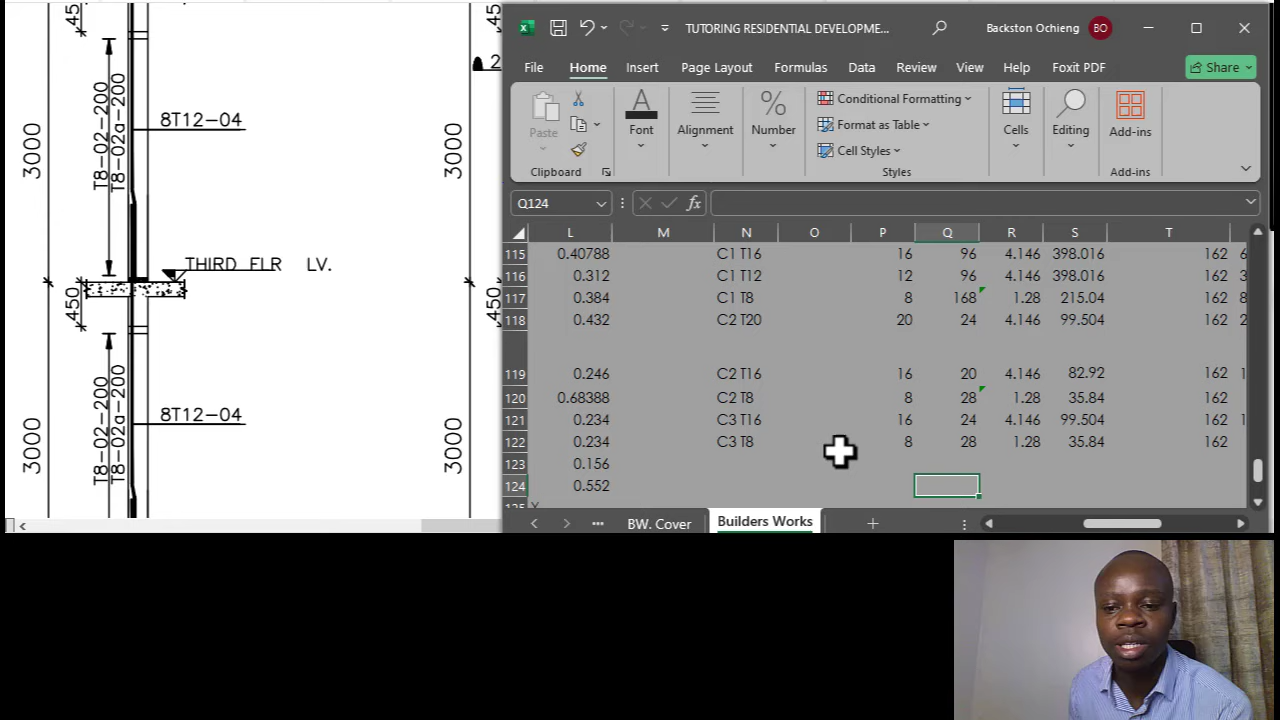 45
T8-02-200
T8-02a-200
3000
8T12-04
THIRD FLR LV.
450
T8-02-200
T8-02a-200
3000
8T12-04
45
2
3000
450
3000
TUTORING RESIDENTIAL DEVELOPME...
Backston Ochieng BO
File Home Insert Page Layout Formulas Data Review View Help Foxit PDF Share
Paste
Font
Alignment
Number
%
Conditional Formatting
Format as Table
Cell Styles
Cells
Editing
Add-ins
Clipboard
Styles
Add-ins
Q124 fx
L M N O P Q R S T
115 0.40788 C1 T16 16 96 4.146 398.016 162 6
116 0.312 C1 T12 12 96 4.146 398.016 162 3
117 0.384 C1 T8 8 168 1.28 215.04 162 8
118 0.432 C2 T20 20 24 4.146 99.504 162 2
119 0.246 C2 T16 16 20 4.146 82.92 162 1
120 0.68388 C2 T8 8 28 1.28 35.84 162
121 0.234 C3 T16 16 24 4.146 99.504 162 1
122 0.234 C3 T8 8 28 1.28 35.84 162
123 0.156
124 0.552
... BW. Cover Builders Works +